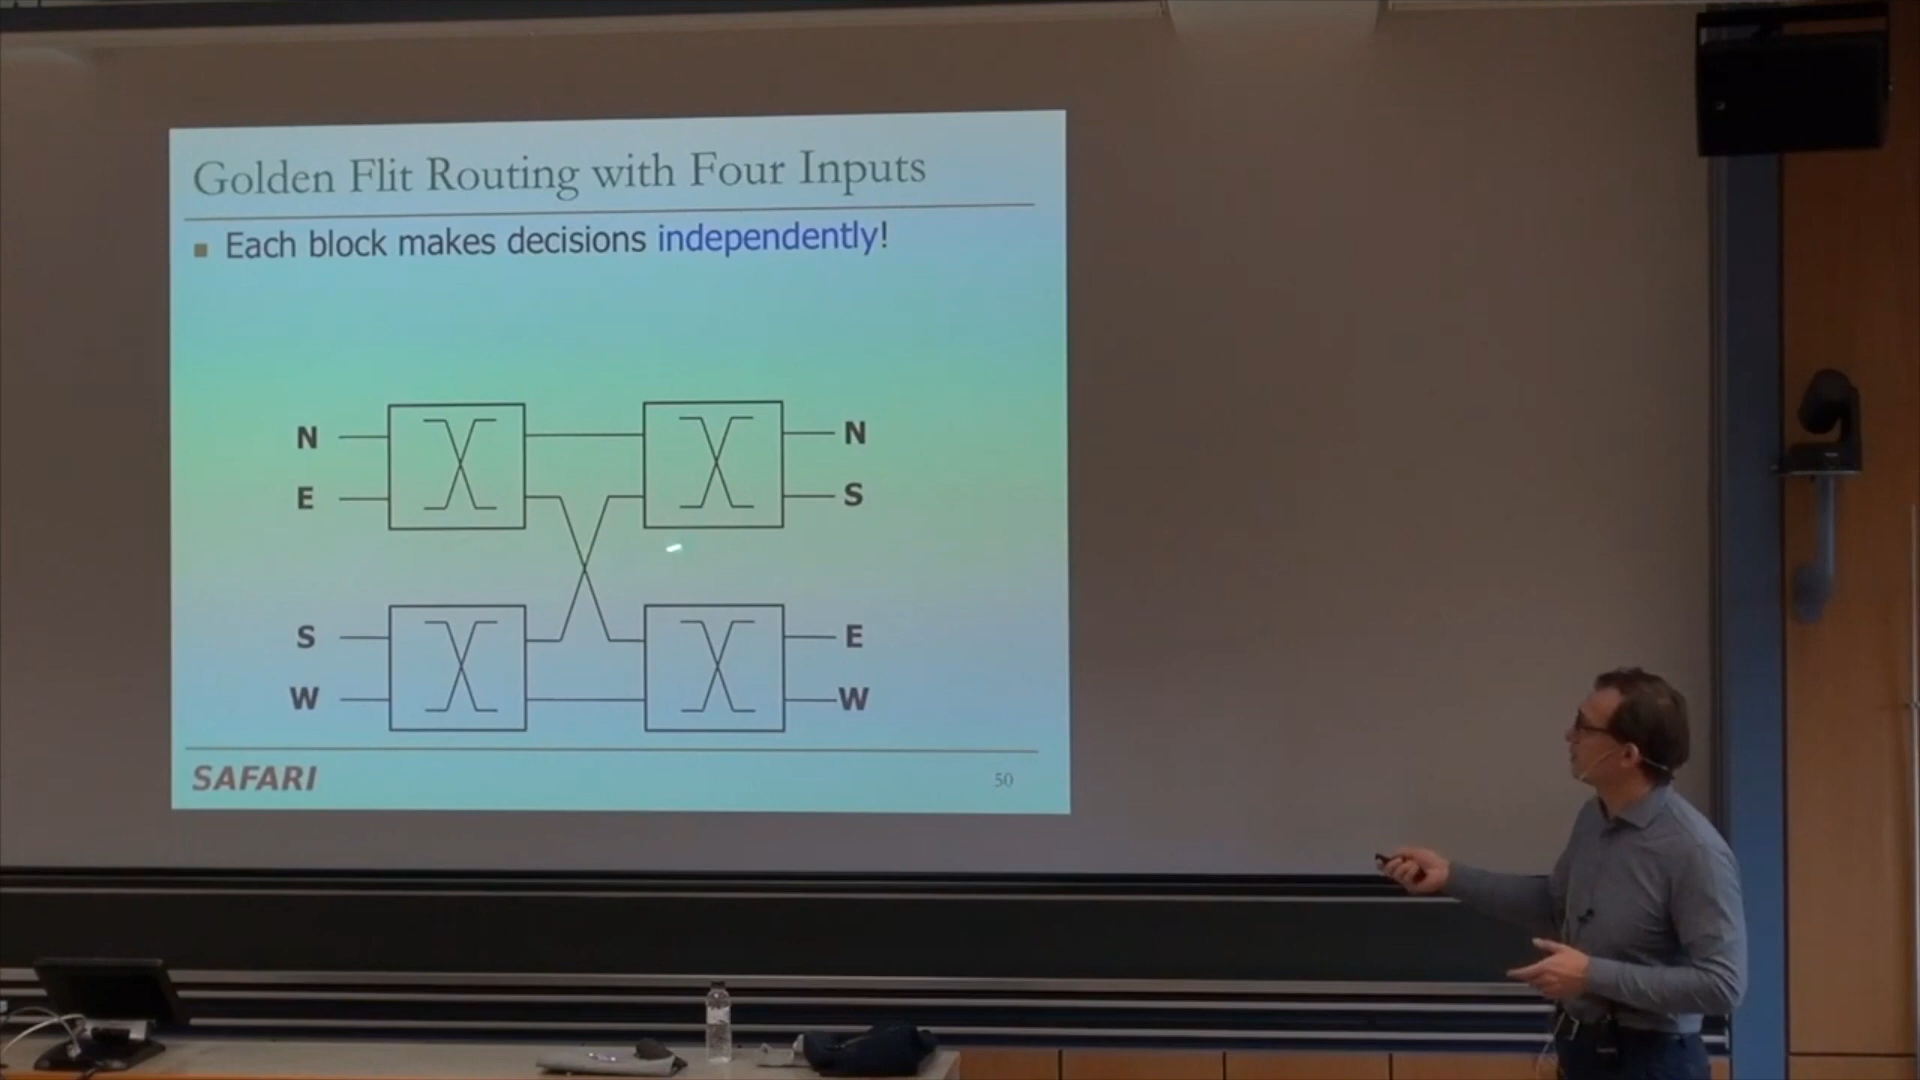 Golden Flit Routing with Four Inputs
Each block makes decisions independently!
N N
E S
S E
W W
SAFARI 50